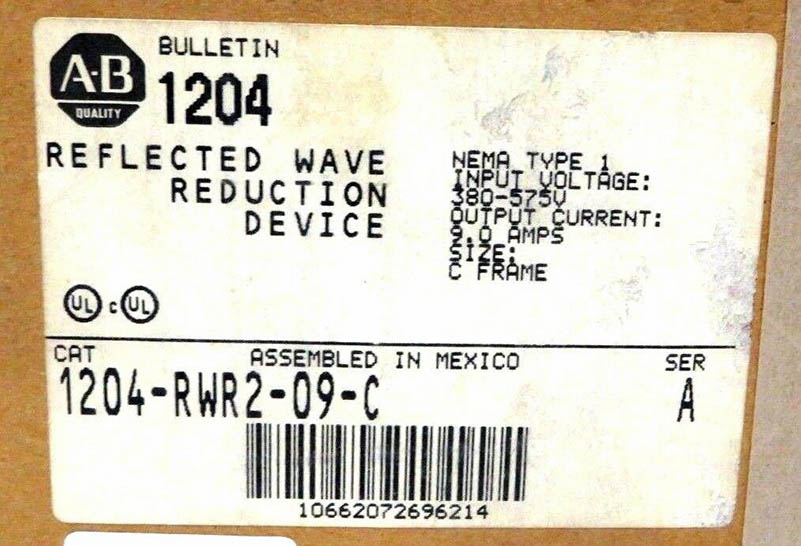 A-B
QUALITY
BULLETIN
1204
REFLECTED WAVE
REDUCTION
DEVICE
NEMA TYPE 1
INPUT VOLTAGE:
380-575V
OUTPUT CURRENT:
9.0 AMPS
SIZE:
C FRAME
UL c UL
CAT
ASSEMBLED IN MEXICO
SER
1204-RWR2-09-C
A
10662072696214